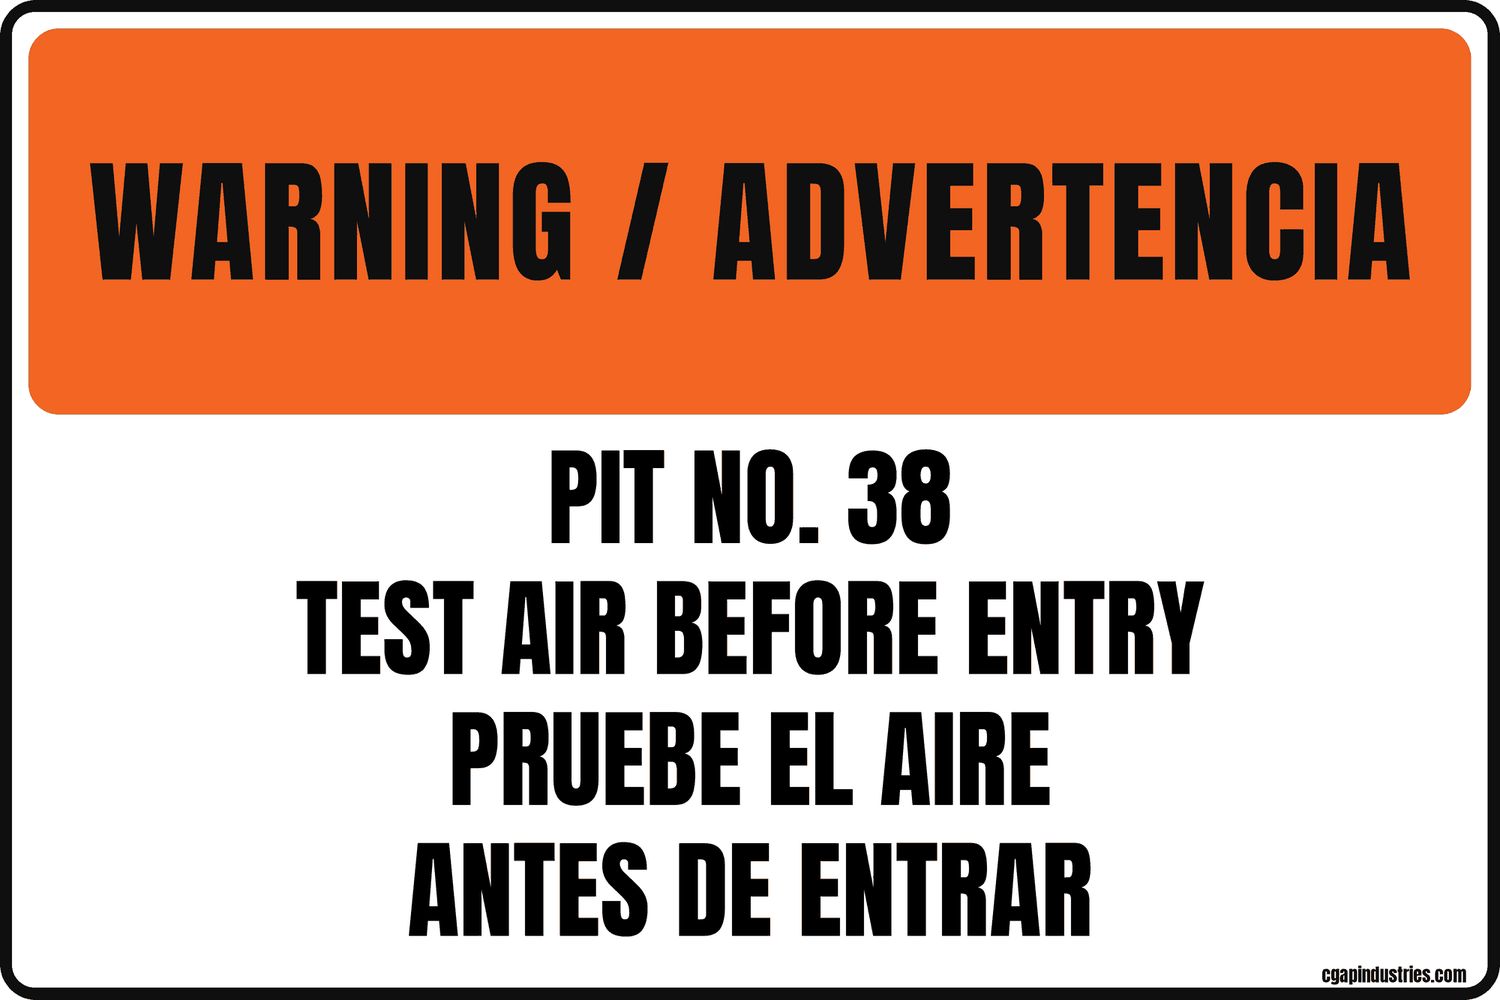 WARNING / ADVERTENCIA
PIT NO. 38
TEST AIR BEFORE ENTRY
PRUEBE EL AIRE
ANTES DE ENTRAR
cgapindustries.com